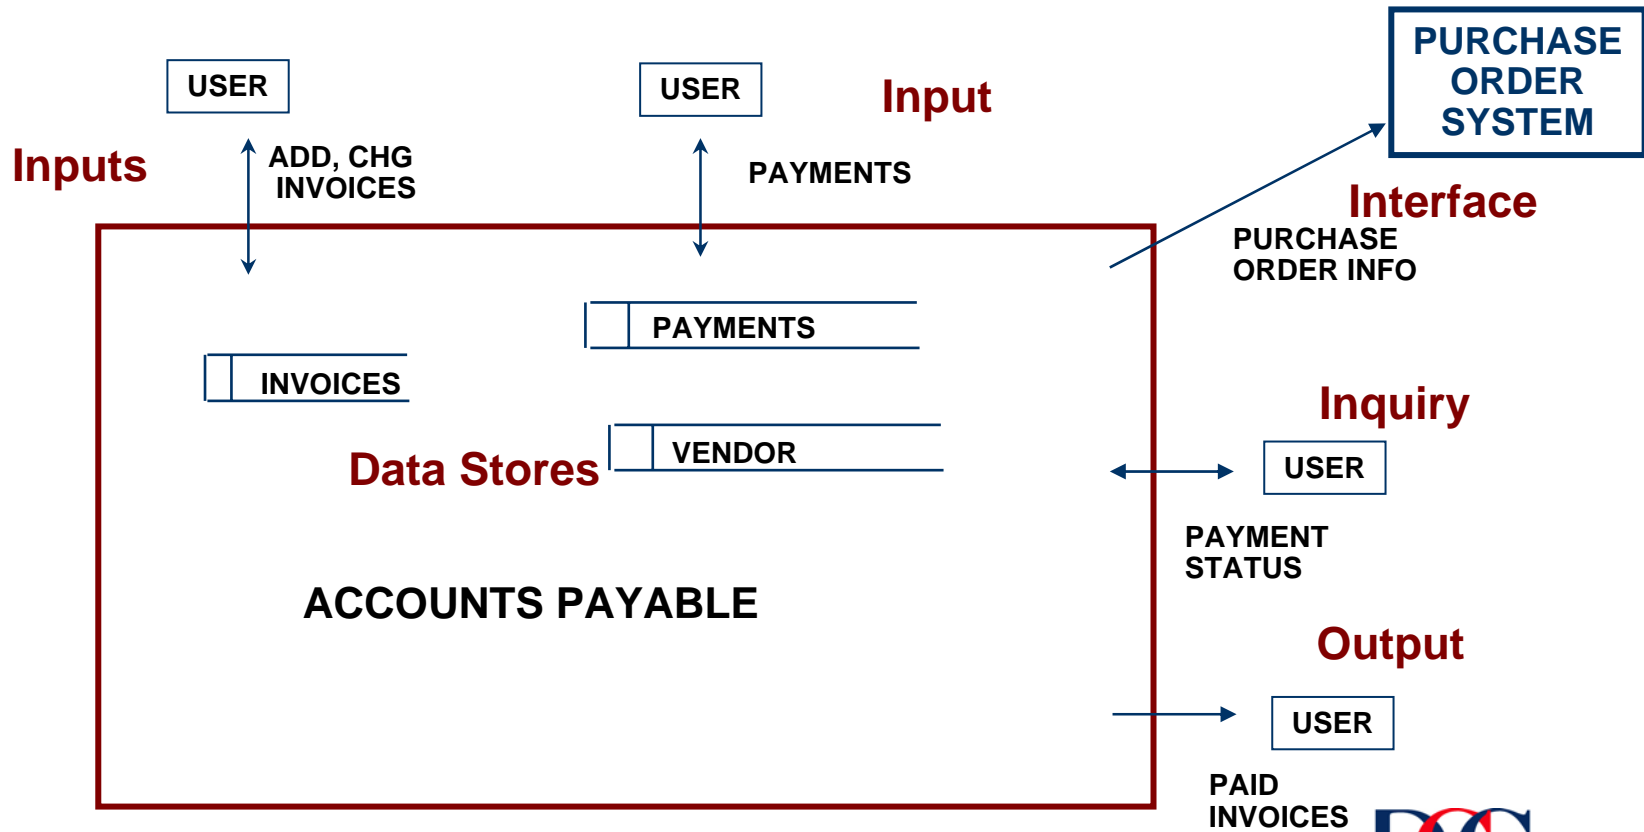 USER
USER
Input
PURCHASE
ORDER
SYSTEM
Inputs
ADD, CHG
INVOICES
PAYMENTS
Interface
PURCHASE
ORDER INFO
PAYMENTS
INVOICES
Inquiry
Data Stores
VENDOR
USER
PAYMENT
STATUS
ACCOUNTS PAYABLE
Output
USER
PAID
INVOICES